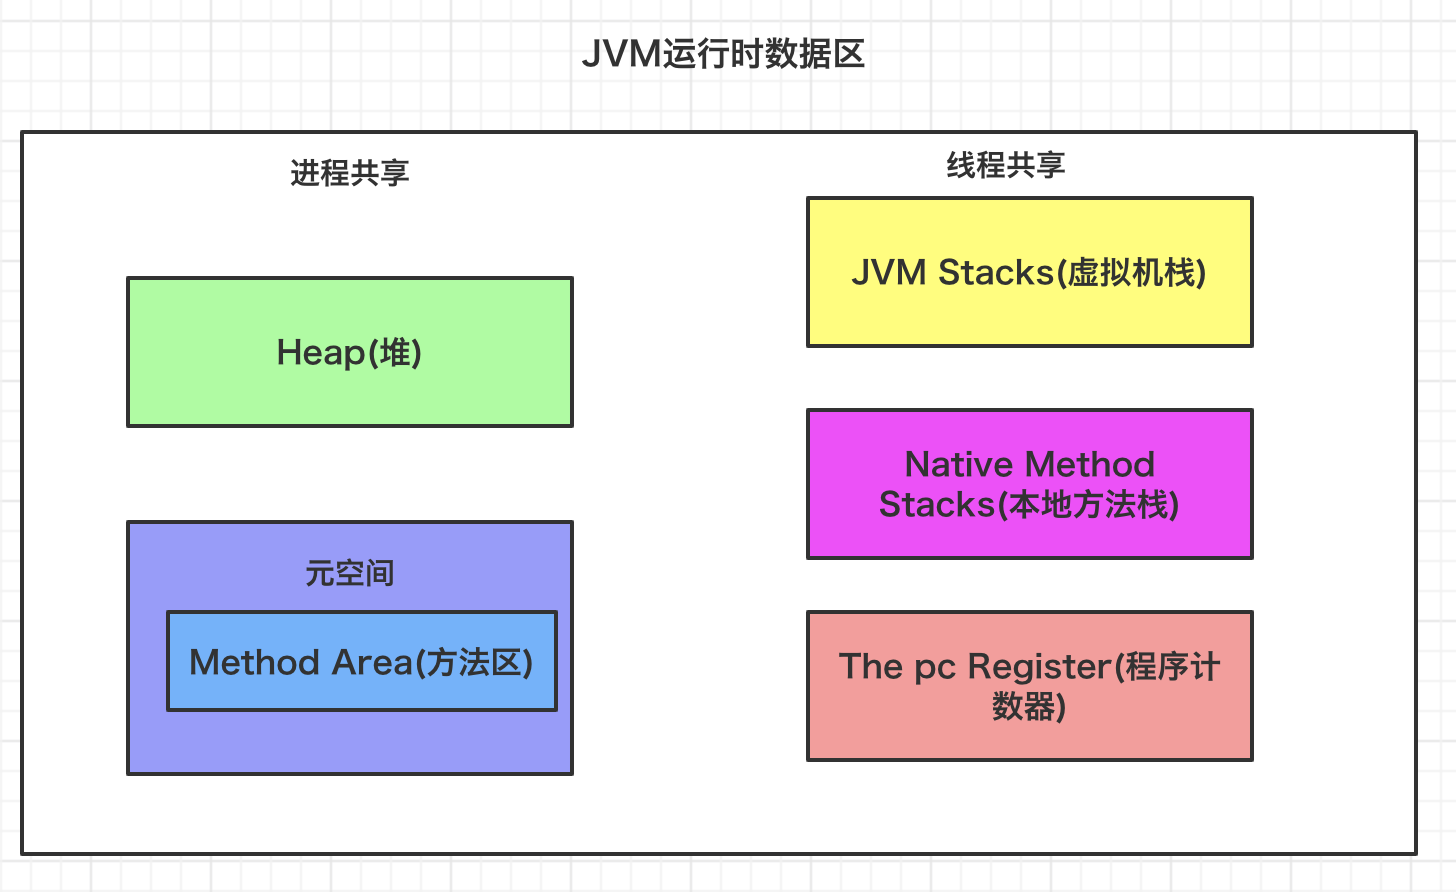 JVM运行时数据区
进程共享
线程共享
JVM Stacks(虚拟机栈)
Heap(堆)
Native Method
Stacks(本地方法栈)
元空间
Method Area(方法区)
The pc Register(程序计
数器)